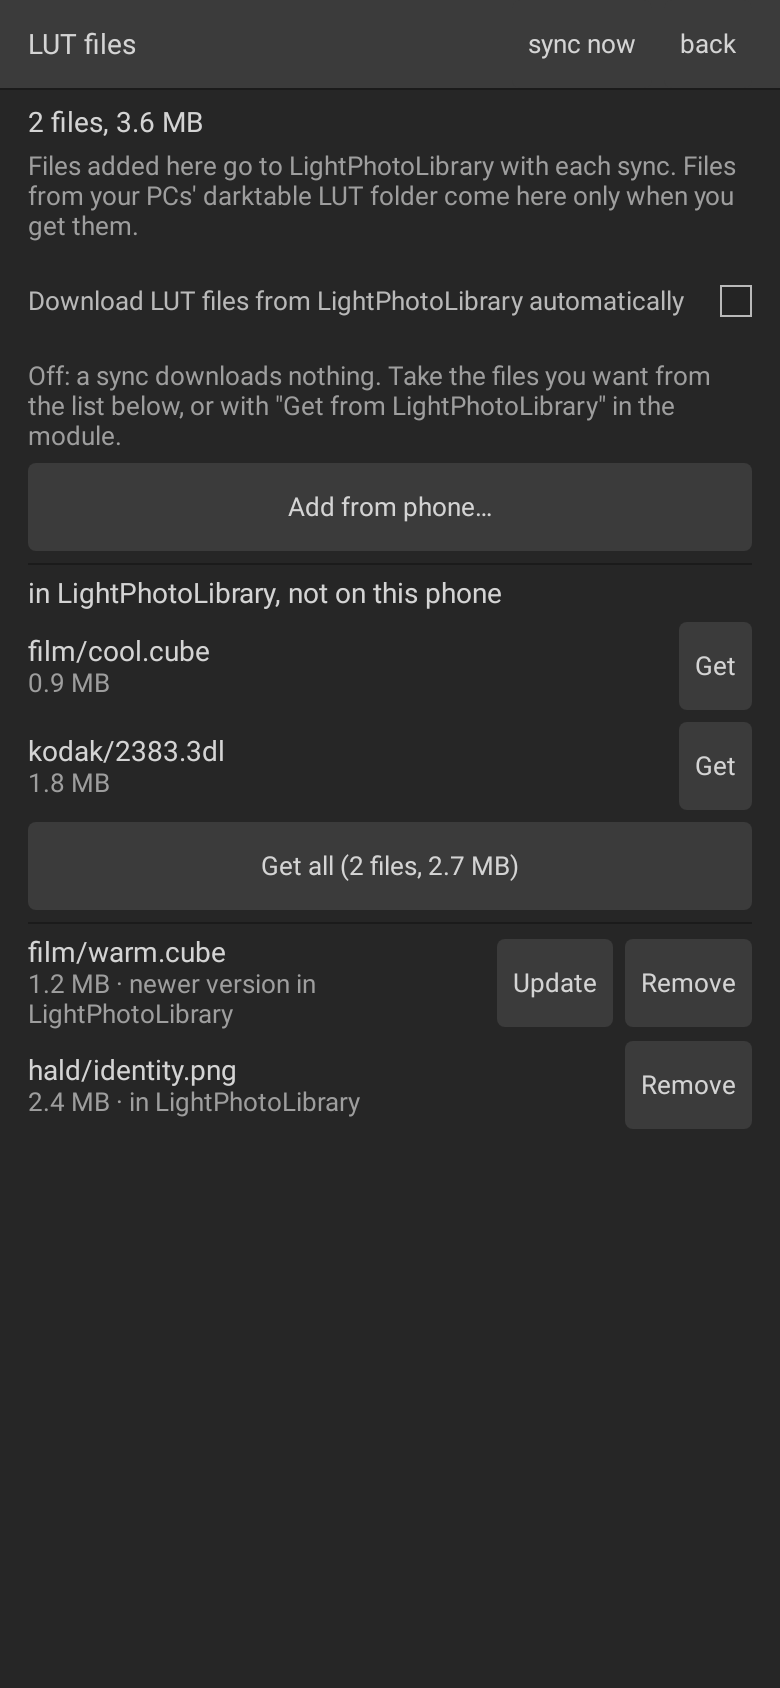 LUT files
sync now
back
2 files, 3.6 MB
Files added here go to LightPhotoLibrary with each sync. Files
from your PCs' darktable LUT folder come here only when you
get them.
Download LUT files from LightPhotoLibrary automatically
Off: a sync downloads nothing. Take the files you want from
the list below, or with "Get from LightPhotoLibrary" in the
module.
Add from phone…
in LightPhotoLibrary, not on this phone
film/cool.cube
0.9 MB
Get
kodak/2383.3dl
1.8 MB
Get
Get all (2 files, 2.7 MB)
film/warm.cube
1.2 MB · newer version in
LightPhotoLibrary
Update
Remove
hald/identity.png
2.4 MB · in LightPhotoLibrary
Remove